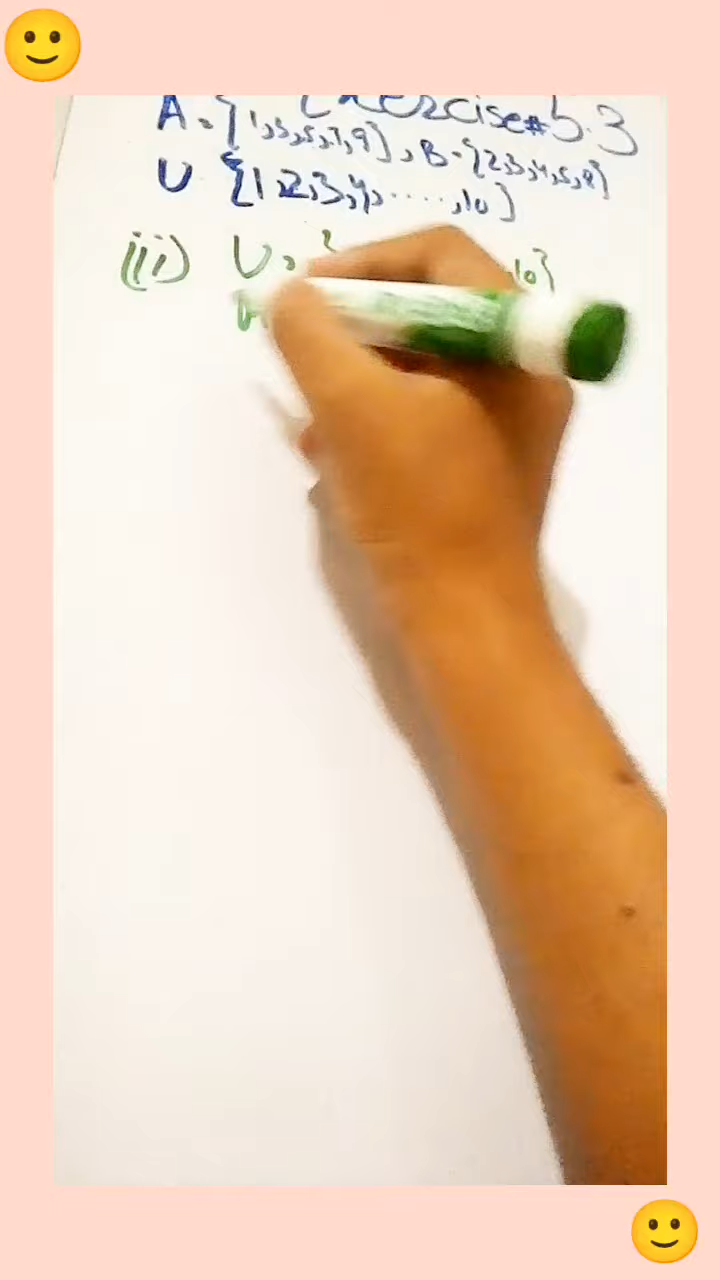 Exercise#5.3
A = {1,3,5,7,9}, B = {2,3,4,5,8}
U {1,2,3,4,.....,10}
(ii) U = { ,10}